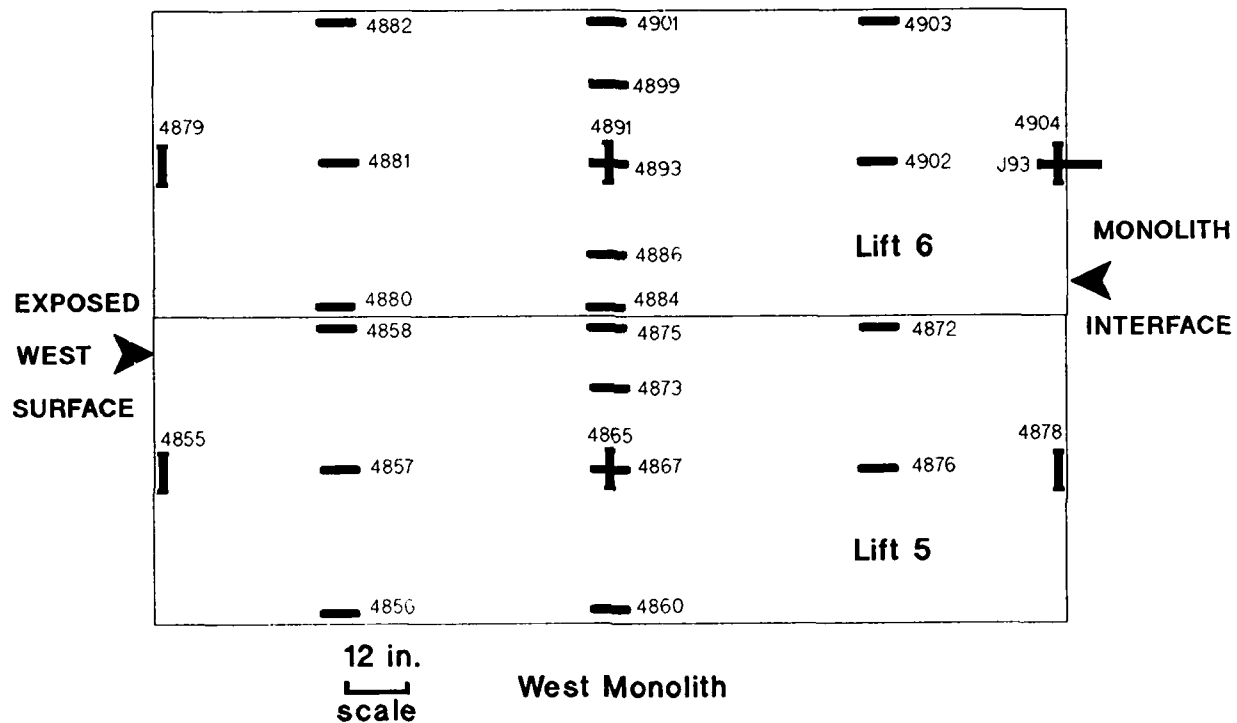 4882
4901
4903
4899
4879
4891
4904
4881
4893
4902
J93
MONOLITH
4886
Lift 6
4880
4884
EXPOSED
INTERFACE
4858
4875
4872
WEST
4873
SURFACE
4855
4865
4878
4857
4867
4876
Lift 5
4856
4860
12 in.
West Monolith
scale